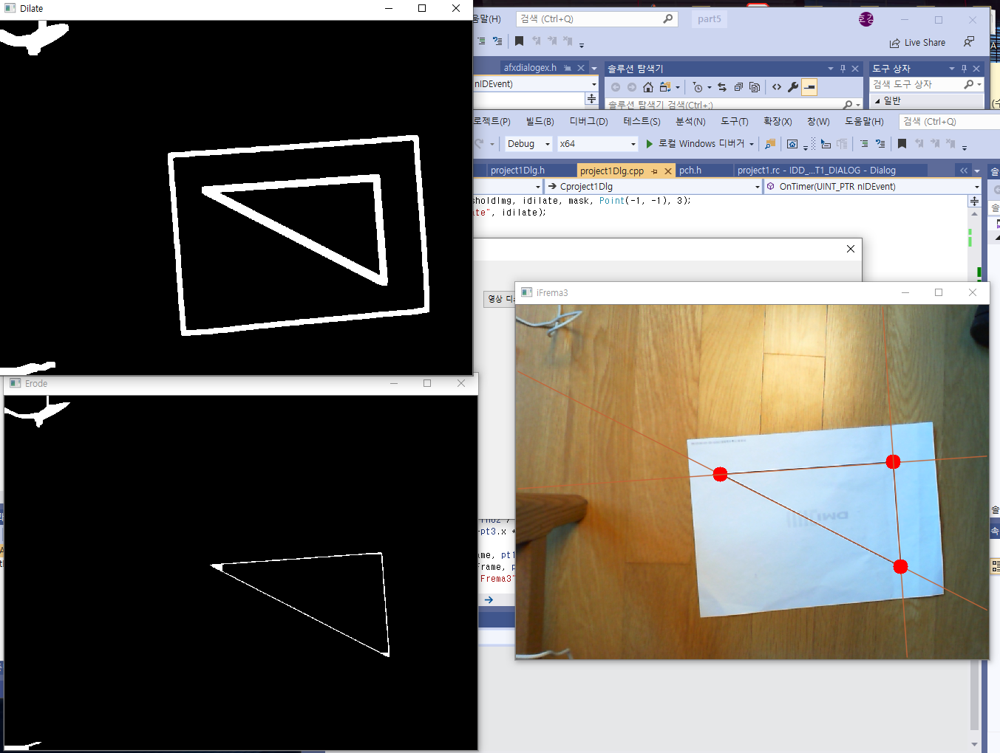 Dilate
움말(H)
검색 (Ctrl+Q)
part5
Live Share
afxdialogex.h
솔루션 탐색기
도구 상자
nIDEvent)
검색 도구 상자
솔루션 탐색기 검색(Ctrl+;)
일반
로젝트(P) 빌드(B) 디버그(D) 테스트(S) 분석(N) 도구(T) 확장(X) 창(W) 도움말(H) 검색 (Ctrl+Q)
Debug x64 로컬 Windows 디버거
project1Dlg.h project1Dlg.cpp pch.h project1.rc - IDD_...T1_DIALOG - Dialog
Cproject1Dlg OnTimer(UINT_PTR nIDEvent)
sholdImg, idilate, mask, Point(-1, -1), 3);
te", idilate);
영상 디
iFrema3
Erode
-pt3.x *
ame, pt1
Frame, p
Frema3"